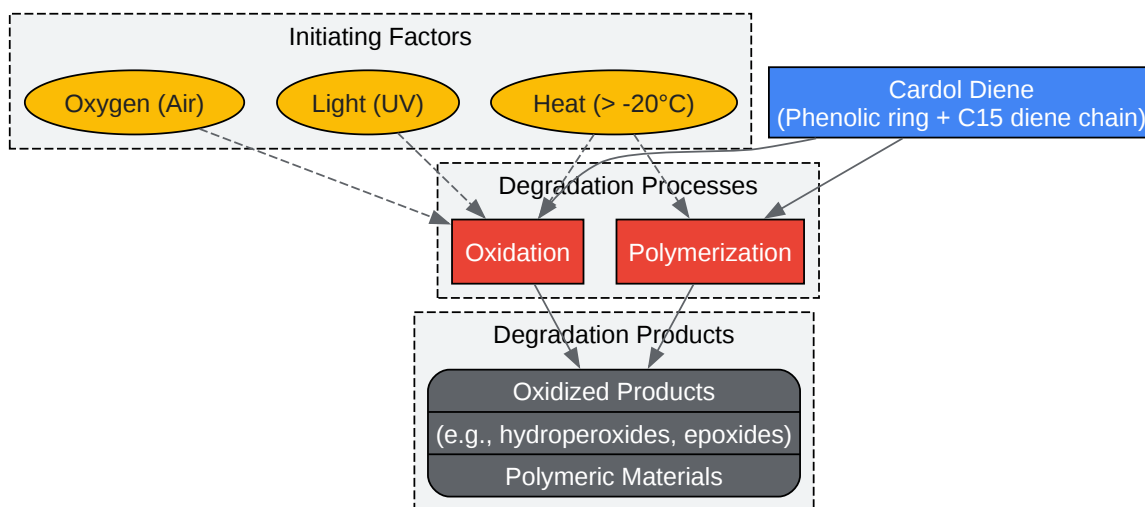 Initiating Factors
Oxygen (Air)
Light (UV)
Heat (> -20°C)
Cardol Diene
(Phenolic ring + C15 diene chain)
Degradation Processes
Oxidation
Polymerization
Degradation Products
Oxidized Products
(e.g., hydroperoxides, epoxides)
Polymeric Materials